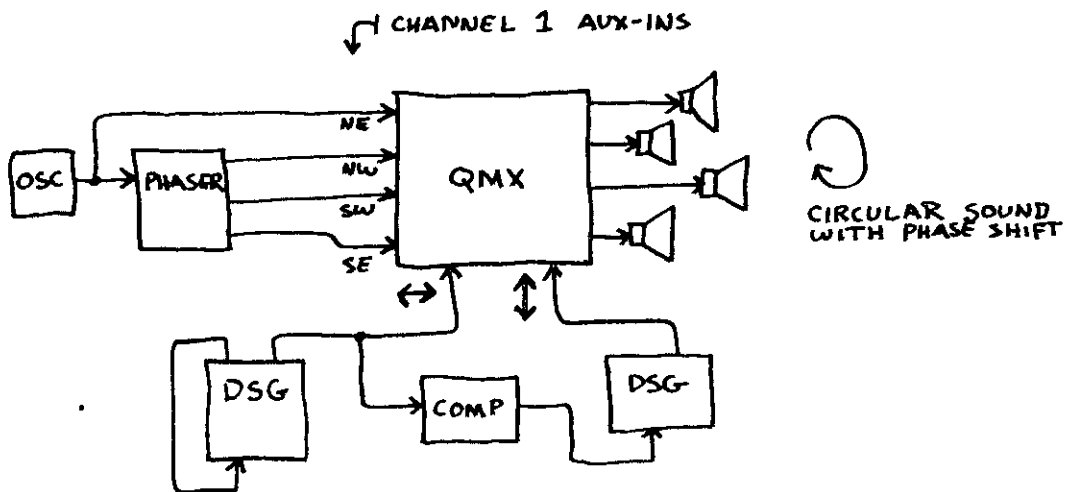 CHANNEL 1 AUX-INS
NE
OSC
PHASER
NW
QMX
SW
SE
CIRCULAR SOUND
WITH PHASE SHIFT
DSG
COMP
DSG